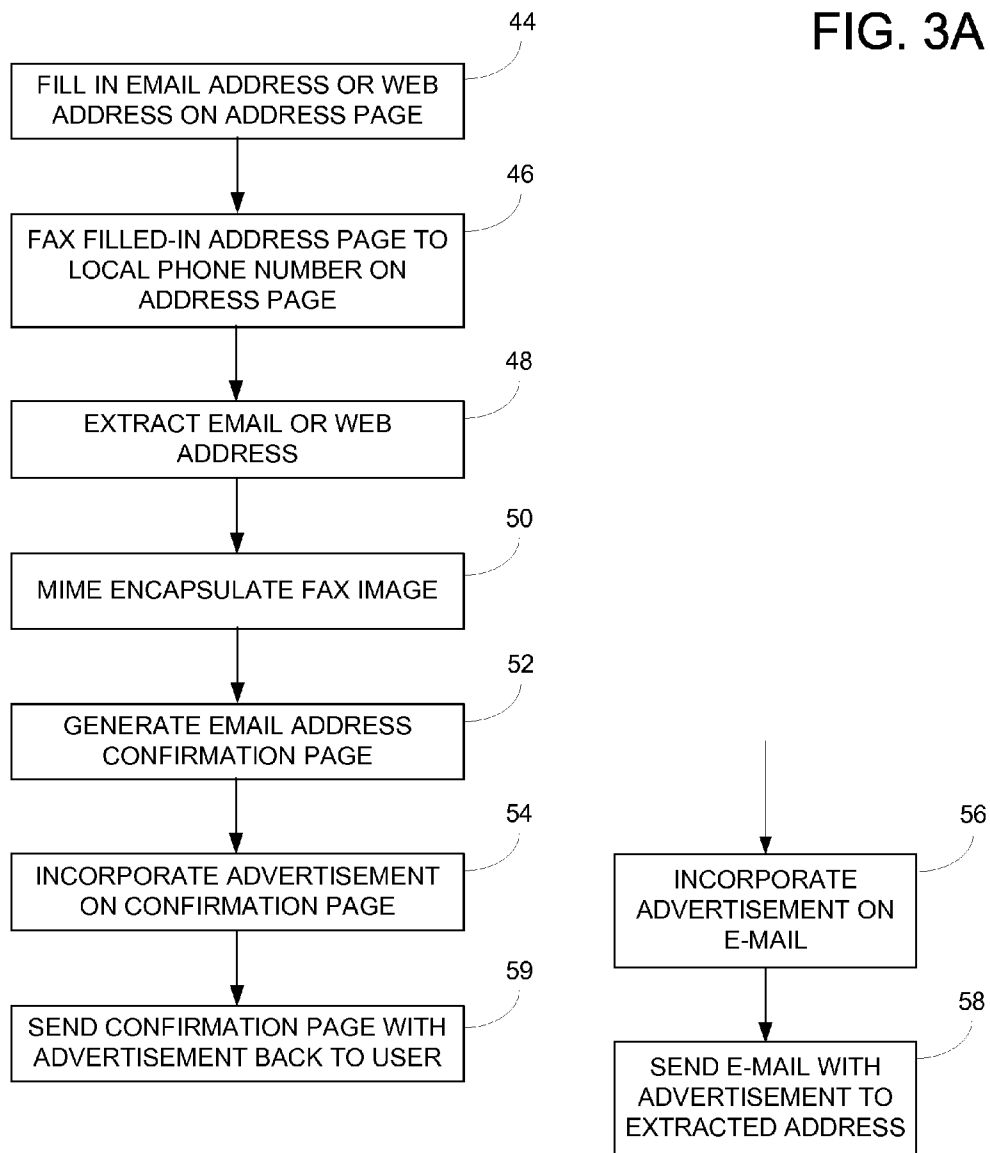 FIG. 3A
44
FILL IN EMAIL ADDRESS OR WEB
ADDRESS ON ADDRESS PAGE
46
FAX FILLED-IN ADDRESS PAGE TO
LOCAL PHONE NUMBER ON
ADDRESS PAGE
48
EXTRACT EMAIL OR WEB
ADDRESS
50
MIME ENCAPSULATE FAX IMAGE
52
GENERATE EMAIL ADDRESS
CONFIRMATION PAGE
54
INCORPORATE ADVERTISEMENT
ON CONFIRMATION PAGE
59
SEND CONFIRMATION PAGE WITH
ADVERTISEMENT BACK TO USER
56
INCORPORATE
ADVERTISEMENT ON
E-MAIL
58
SEND E-MAIL WITH
ADVERTISEMENT TO
EXTRACTED ADDRESS